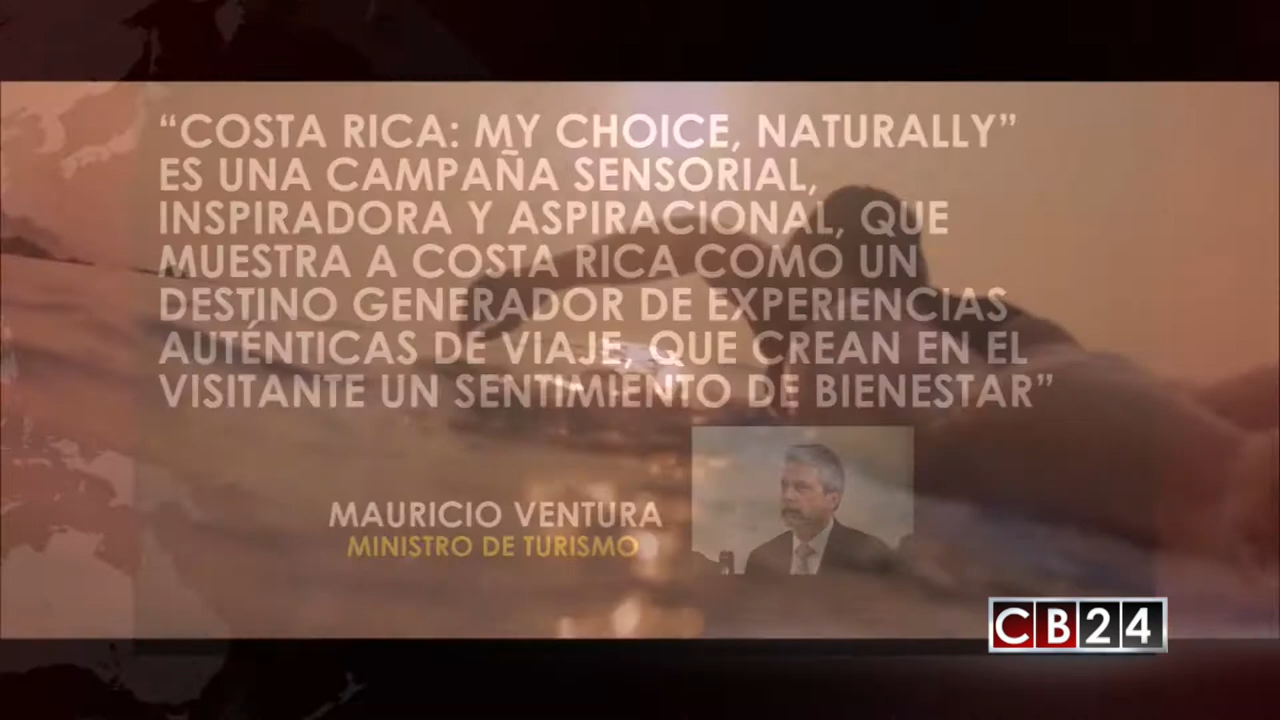 “COSTA RICA: MY CHOICE, NATURALLY”
ES UNA CAMPAÑA SENSORIAL,
INSPIRADORA Y ASPIRACIONAL, QUE
MUESTRA A COSTA RICA COMO UN
DESTINO GENERADOR DE EXPERIENCIAS
AUTÉNTICAS DE VIAJE, QUE CREAN EN EL
VISITANTE UN SENTIMIENTO DE BIENESTAR”
MAURICIO VENTURA
MINISTRO DE TURISMO
CB24